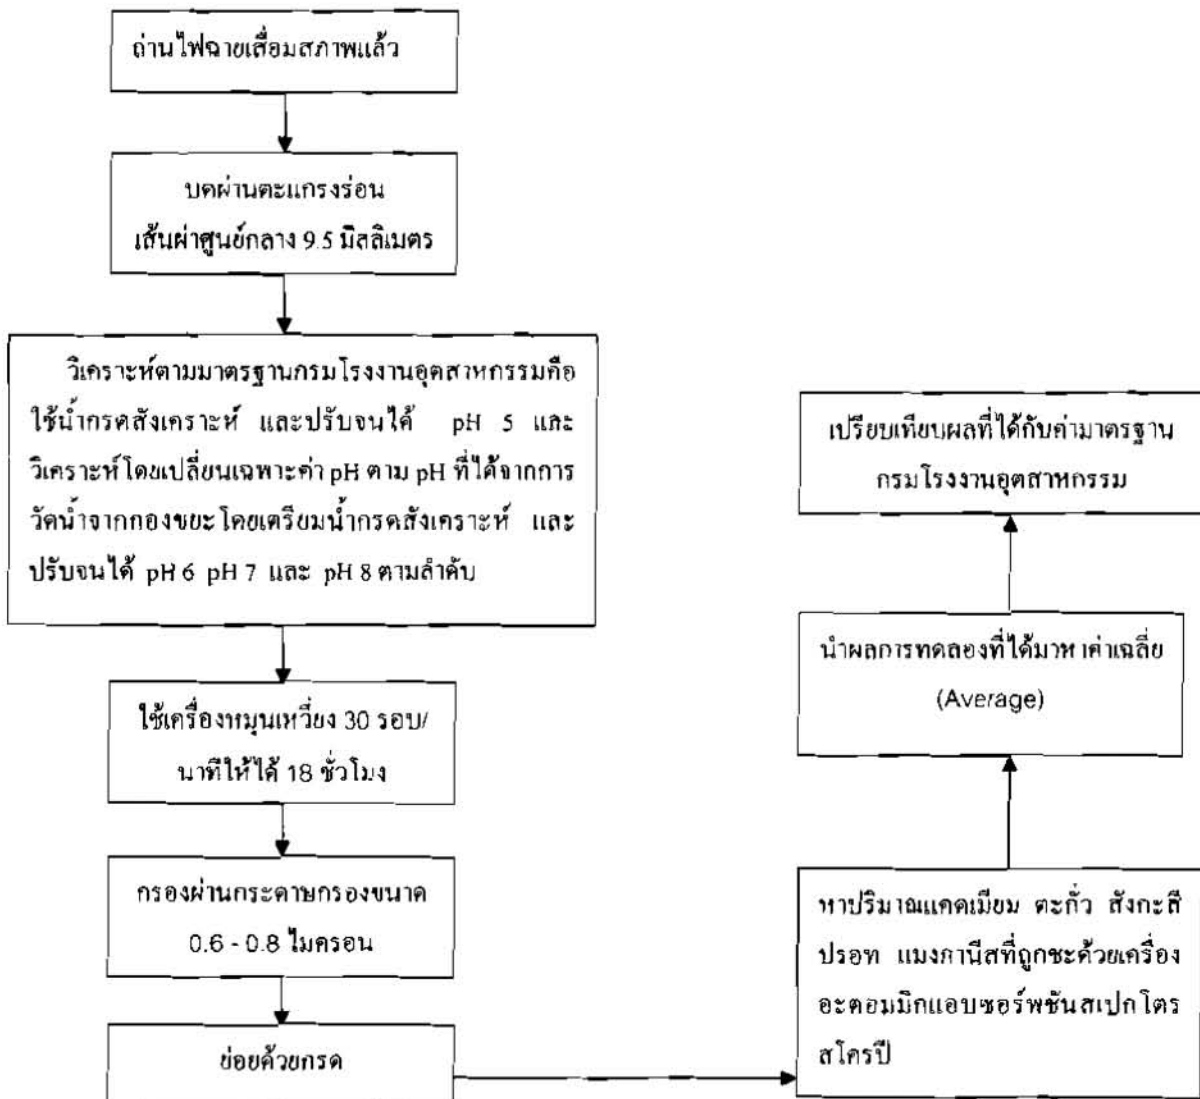 ถ่านไฟฉายเสื่อมสภาพแล้ว
บดผ่านตะแกรงร่อน
เส้นผ่าศูนย์กลาง 9.5 มิลลิเมตร
วิเคราะห์ตามมาตรฐานกรมโรงงานอุตสาหกรรมคือ
ใช้น้ำกรดสังเคราะห์ และปรับจนได้ pH 5 และ
วิเคราะห์โดยเปลี่ยนเฉพาะค่า pH ตาม pH ที่ได้จากการ
วัดน้ำจากกองขยะโดยเตรียมน้ำกรดสังเคราะห์ และ
ปรับจนได้ pH 6 pH 7 และ pH 8 ตามลำดับ
ใช้เครื่องหมุนเหวี่ยง 30 รอบ/
นาทีให้ได้ 18 ชั่วโมง
กรองผ่านกระดาษกรองขนาด
0.6 - 0.8 ไมครอน
ย่อยด้วยกรด
หาปริมาณแคดเมียม ตะกั่ว สังกะสี
ปรอท แมงกานีสที่ถูกชะด้วยเครื่อง
อะตอมมิกแอบซอร์พชันสเปกโตร
สโครปี
นำผลการทดลองที่ได้มาหาค่าเฉลี่ย
(Average)
เปรียบเทียบผลที่ได้กับค่ามาตรฐาน
กรมโรงงานอุตสาหกรรม